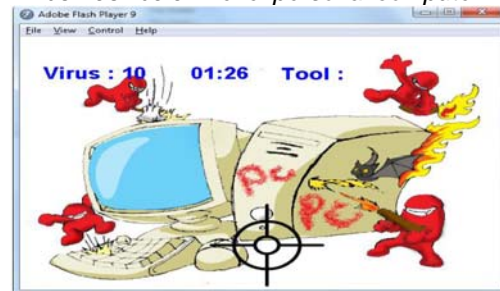 Adobe Flash Player 9
File View Control Help
Virus : 10 01:26 Tool :
PC
PC